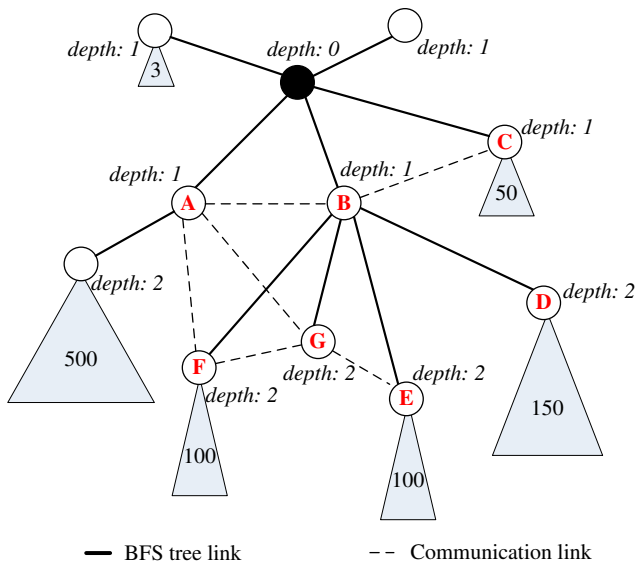 depth: 1
depth: 0
depth: 1
3
C
depth: 1
depth: 1
depth: 1
A
B
50
depth: 2
D
depth: 2
G
500
F
depth: 2
depth: 2
depth: 2
E
150
100
100
BFS tree link
Communication link